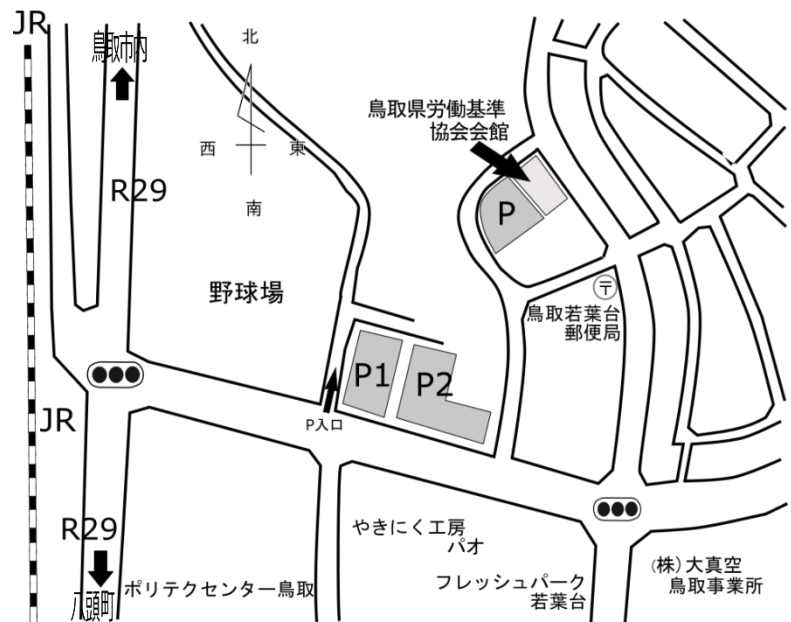 JR
鳥取市内
北
鳥取県労働基準
協会会館
西
東
R29
南
P
野球場
〒
鳥取若葉台
郵便局
P1
P2
JR
P入口
R29
やきにく工房
パオ
(株)大真空
鳥取事業所
ポリテクセンター鳥取
フレッシュパーク
若葉台
八頭町